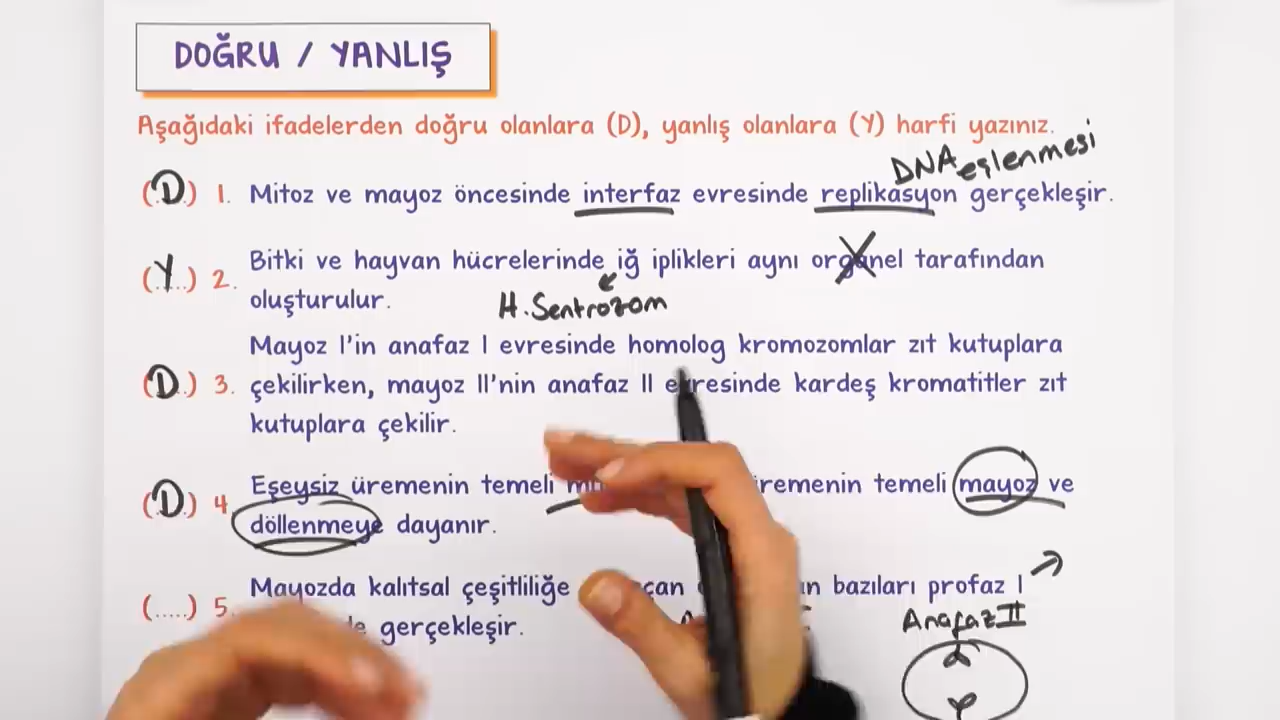 DOĞRU / YANLIŞ
Aşağıdaki ifadelerden doğru olanlara (D), yanlış olanlara (Y) harfi yazınız.
DNA eşlenmesi
(.D.) 1. Mitoz ve mayoz öncesinde interfaz evresinde replikasyon gerçekleşir.
(.Y..) 2. Bitki ve hayvan hücrelerinde iğ iplikleri aynı organel tarafından
oluşturulur.
H. Sentrozom
Mayoz I'in anafaz I evresinde homolog kromozomlar zıt kutuplara
(.D.) 3. çekilirken, mayoz II'nin anafaz II evresinde kardeş kromatitler zıt
kutuplara çekilir.
(.D.) 4. Eşeysiz üremenin temeli üremenin temeli mayoz ve
döllenmeye dayanır.
Mayozda kalıtsal çeşitliliğe bazıları profaz I
(.....) 5. gerçekleşir.
Anafaz II